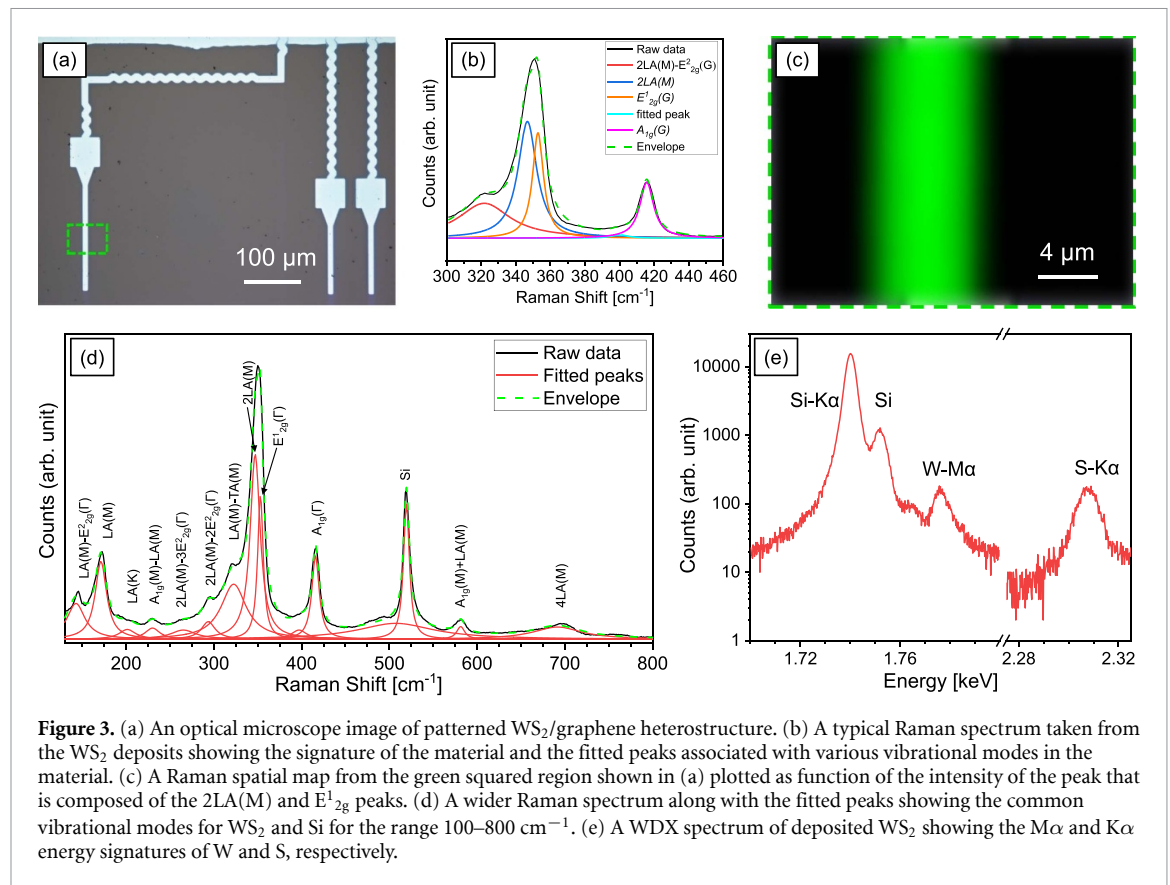 (a)
100 μm
(b)
Raw data
2LA(M)-E²₂g(G)
2LA(M)
E¹₂g(G)
fitted peak
A₁g(G)
Envelope
Counts (arb. unit)
300 320 340 360 380 400 420 440 460
Raman Shift [cm⁻¹]
(c)
4 μm
(d)
Raw data
Fitted peaks
Envelope
LA(M)-E²₂g(Γ)
LA(M)
LA(K)
A₁g(M)-LA(M)
2LA(M)-3E²₂g(Γ)
2LA(M)-2E²₂g(Γ)
LA(M)-TA(M)
2LA(M)
E¹₂g(Γ)
A₁g(Γ)
Si
A₁g(M)+LA(M)
4LA(M)
Counts (arb. unit)
200 300 400 500 600 700 800
Raman Shift [cm⁻¹]
(e)
Si-Kα
Si
W-Mα
S-Kα
Counts (arb. unit)
10000
1000
100
10
1
1.72 1.76 2.28 2.32
Energy [keV]
Figure 3. (a) An optical microscope image of patterned WS₂/graphene heterostructure. (b) A typical Raman spectrum taken from
the WS₂ deposits showing the signature of the material and the fitted peaks associated with various vibrational modes in the
material. (c) A Raman spatial map from the green squared region shown in (a) plotted as function of the intensity of the peak that
is composed of the 2LA(M) and E¹₂g peaks. (d) A wider Raman spectrum along with the fitted peaks showing the common
vibrational modes for WS₂ and Si for the range 100–800 cm⁻¹. (e) A WDX spectrum of deposited WS₂ showing the Mα and Kα
energy signatures of W and S, respectively.